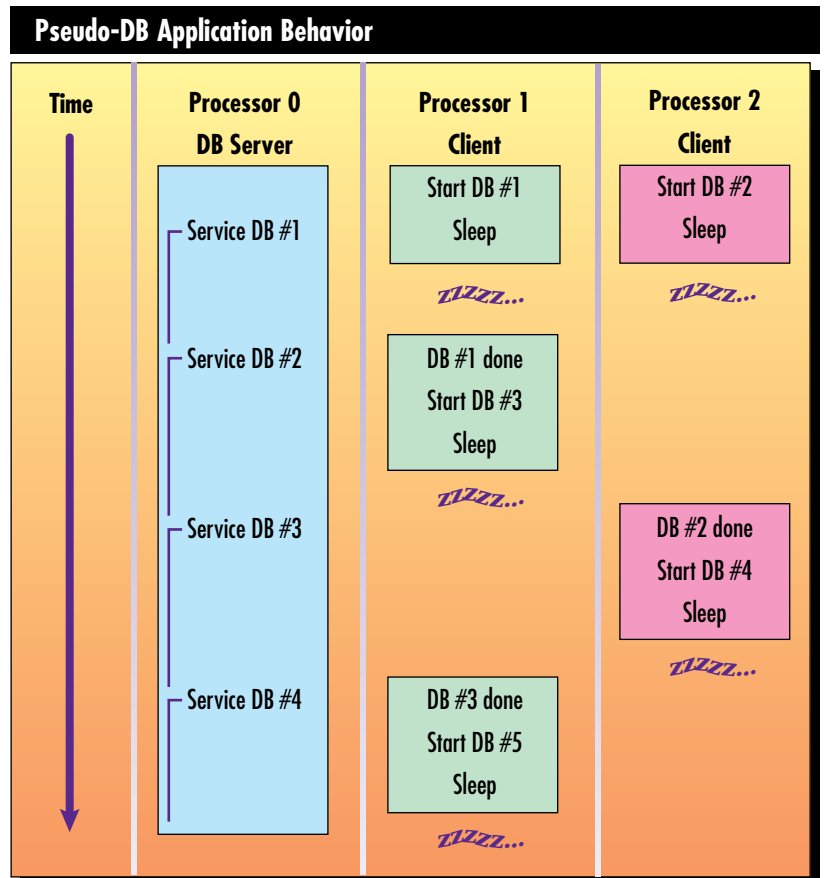 Pseudo-DB Application Behavior
Time
Processor 0
DB Server
Service DB #1
Service DB #2
Service DB #3
Service DB #4
Processor 1
Client
Start DB #1
Sleep
zzzzz...
DB #1 done
Start DB #3
Sleep
zzzzz...
DB #3 done
Start DB #5
Sleep
zzzzz...
Processor 2
Client
Start DB #2
Sleep
zzzzz...
DB #2 done
Start DB #4
Sleep
zzzzz...